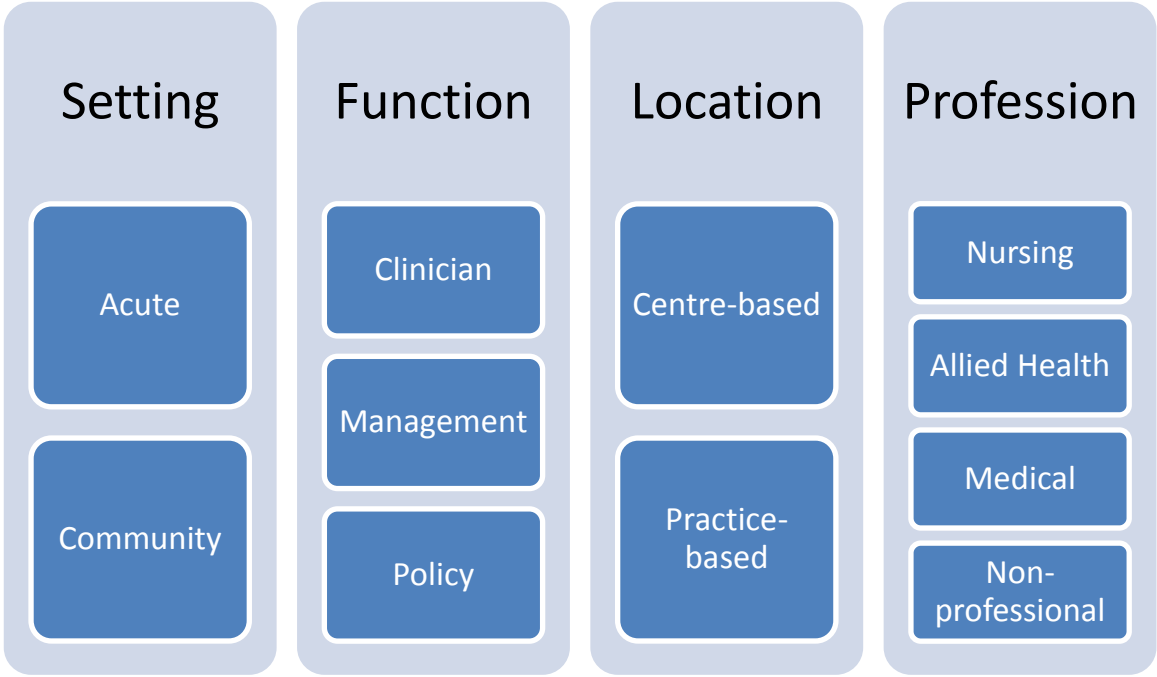 Setting
Acute
Community
Function
Clinician
Management
Policy
Location
Centre-based
Practice-
based
Profession
Nursing
Allied Health
Medical
Non-
professional